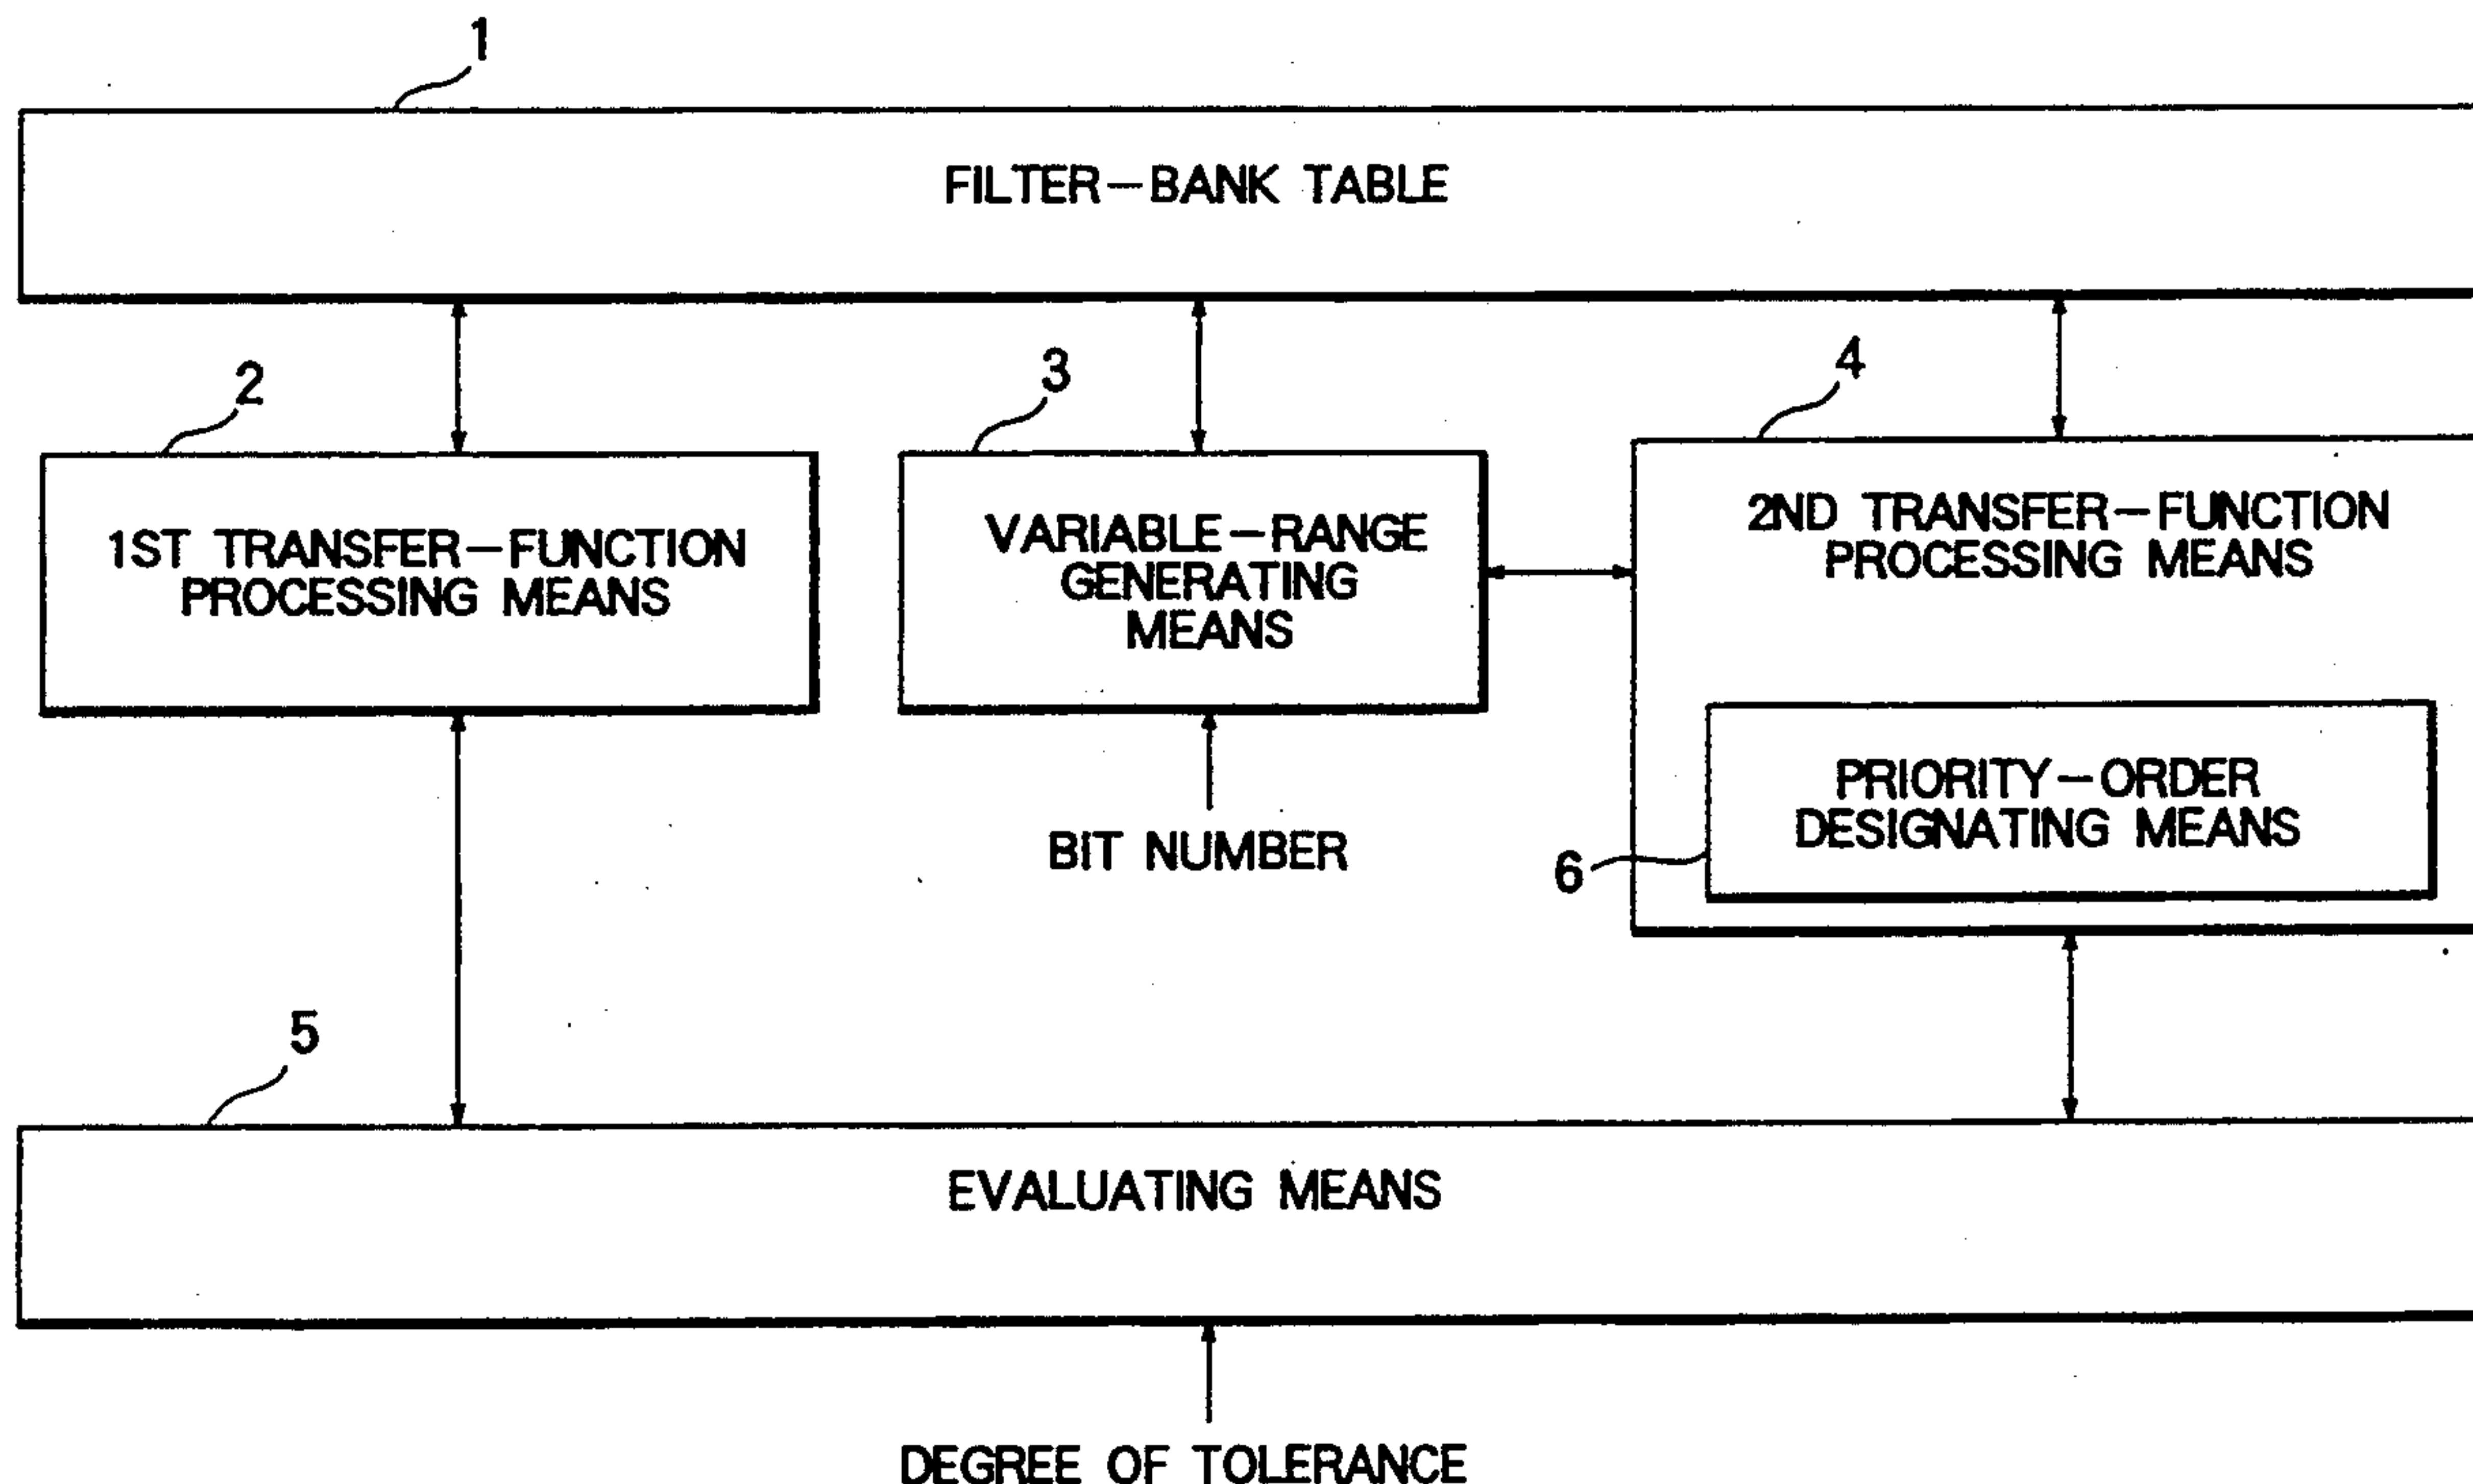 1
FILTER—BANK TABLE
2
3
4
1ST TRANSFER—FUNCTION
PROCESSING MEANS
VARIABLE—RANGE
GENERATING
MEANS
2ND TRANSFER—FUNCTION
PROCESSING MEANS
BIT NUMBER
6
PRIORITY—ORDER
DESIGNATING MEANS
5
EVALUATING MEANS
DEGREE OF TOLERANCE